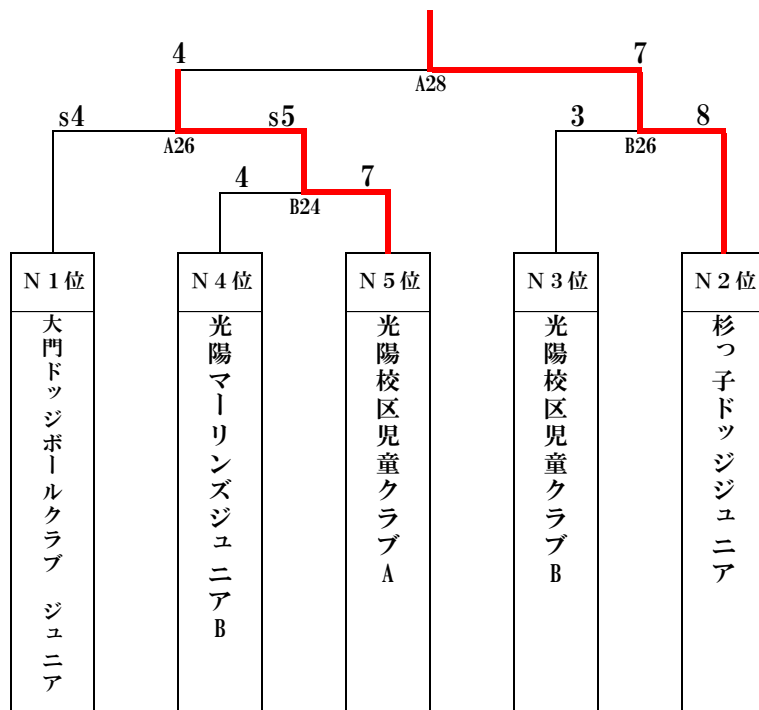 4
7
A28
s4
s5
3
8
A26
B26
4
7
B24
N1位
N4位
N5位
N3位
N2位
大門ドッジボールクラブ ジュニア
光陽マーリンズジュニアB
光陽校区児童クラブA
光陽校区児童クラブB
杉っ子ドッジジュニア